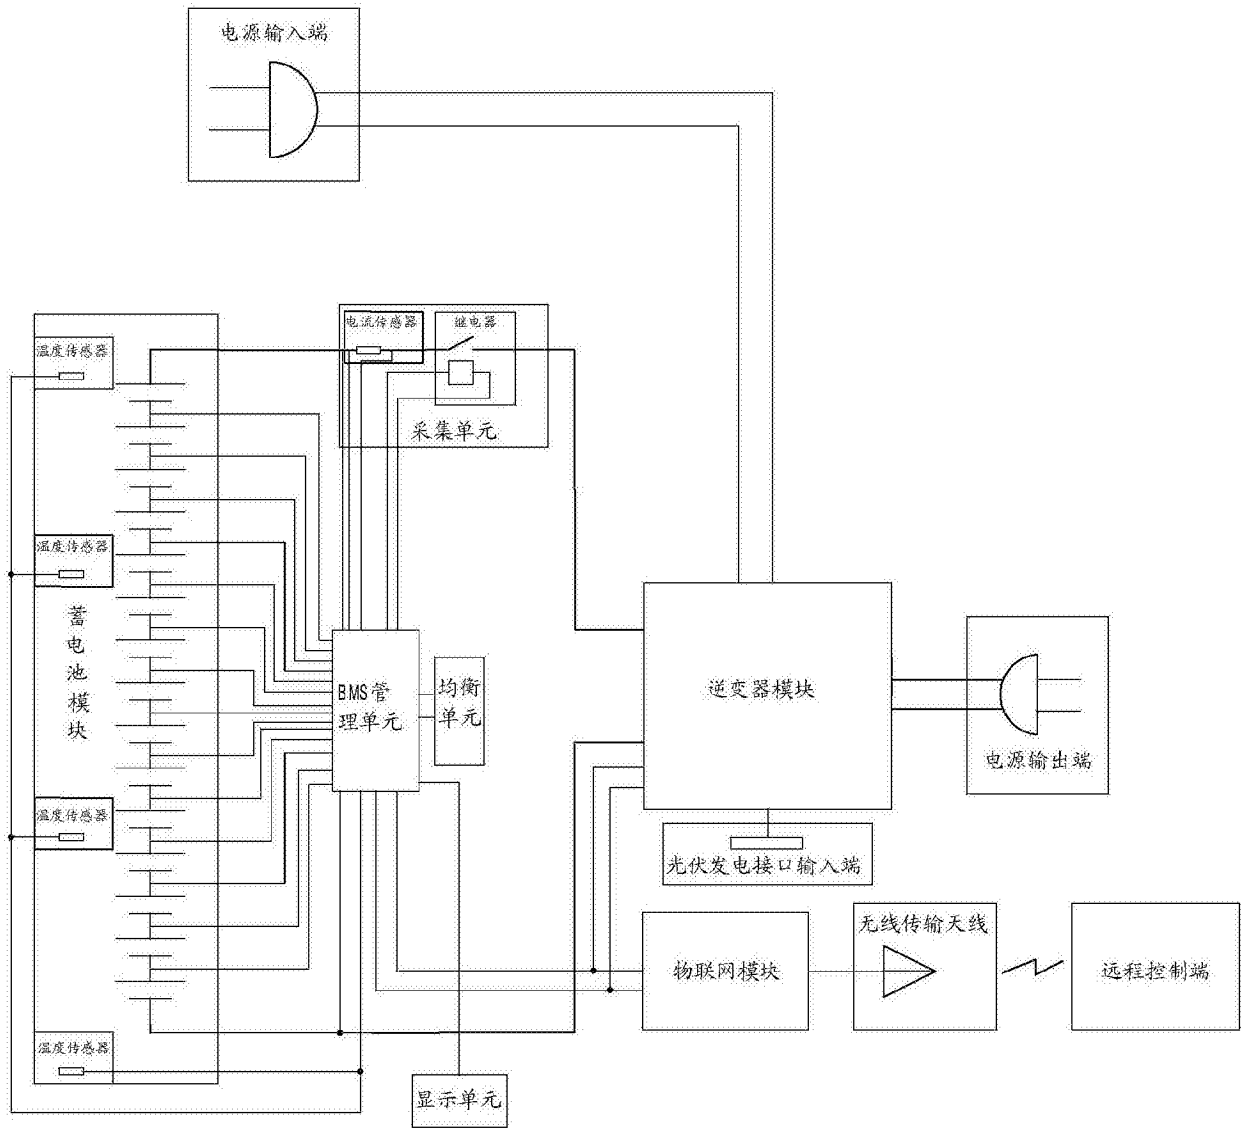 电源输入端
电流传感器
继电器
采集单元
温度传感器
温度传感器
蓄
电
池
模
块
温度传感器
温度传感器
BMS管
理单元
均衡
单元
逆变器模块
电源输出端
光伏发电接口输入端
物联网模块
无线传输天线
远程控制端
显示单元